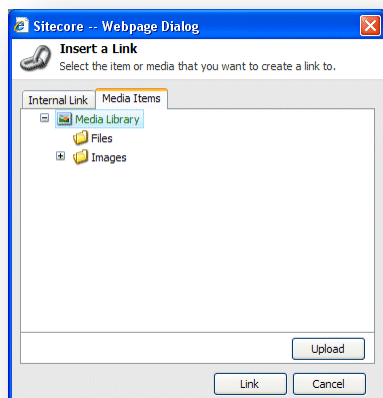 Sitecore -- Webpage Dialog
Insert a Link
Select the item or media that you want to create a link to.
Internal Link Media Items
Media Library
Files
Images
Upload
Link Cancel